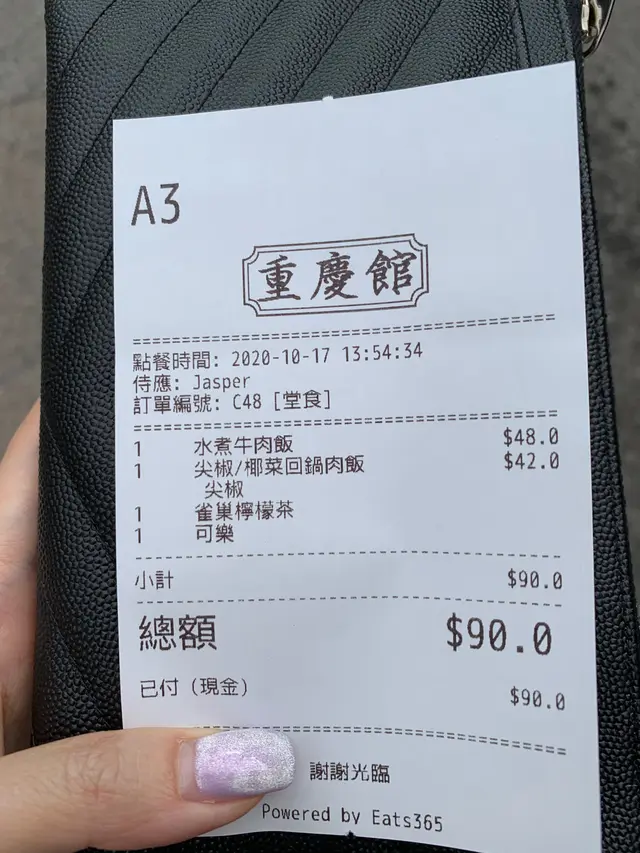 A3
重慶館
點餐時間: 2020-10-17 13:54:34
侍應: Jasper
訂單編號: C48 [堂食]
1 水煮牛肉飯 $48.0
1 尖椒/椰菜回鍋肉飯 $42.0
尖椒
1 雀巢檸檬茶
1 可樂
小計 $90.0
總額 $90.0
已付 (現金) $90.0
謝謝光臨
Powered by Eats365